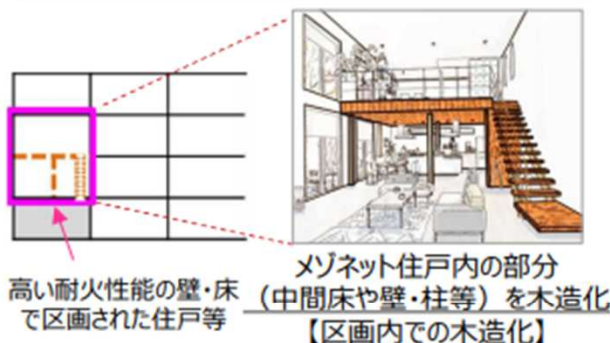 高い耐火性能の壁・床
で区画された住戸等
メゾネット住戸内の部分
（中間床や壁・柱等）を木造化
【区画内での木造化】